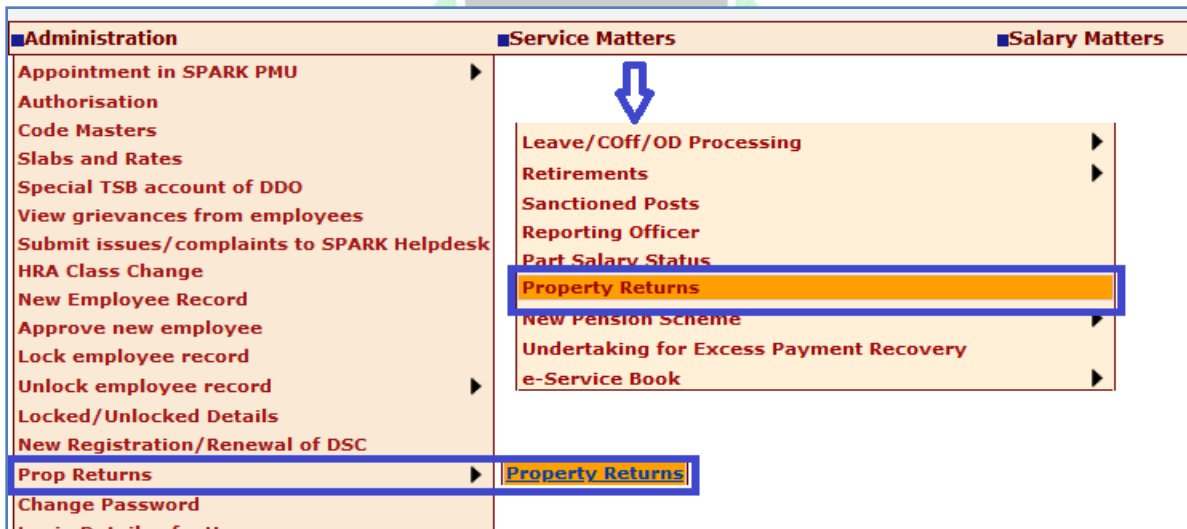 Administration
Service Matters
Salary Matters
Appointment in SPARK PMU
Authorisation
Code Masters
Slabs and Rates
Special TSB account of DDO
View grievances from employees
Submit issues/complaints to SPARK Helpdesk
HRA Class Change
New Employee Record
Approve new employee
Lock employee record
Unlock employee record
Locked/Unlocked Details
New Registration/Renewal of DSC
Prop Returns
Property Returns
Change Password
Leave/COff/OD Processing
Retirements
Sanctioned Posts
Reporting Officer
Part Salary Status
Property Returns
New Pension Scheme
Undertaking for Excess Payment Recovery
e-Service Book